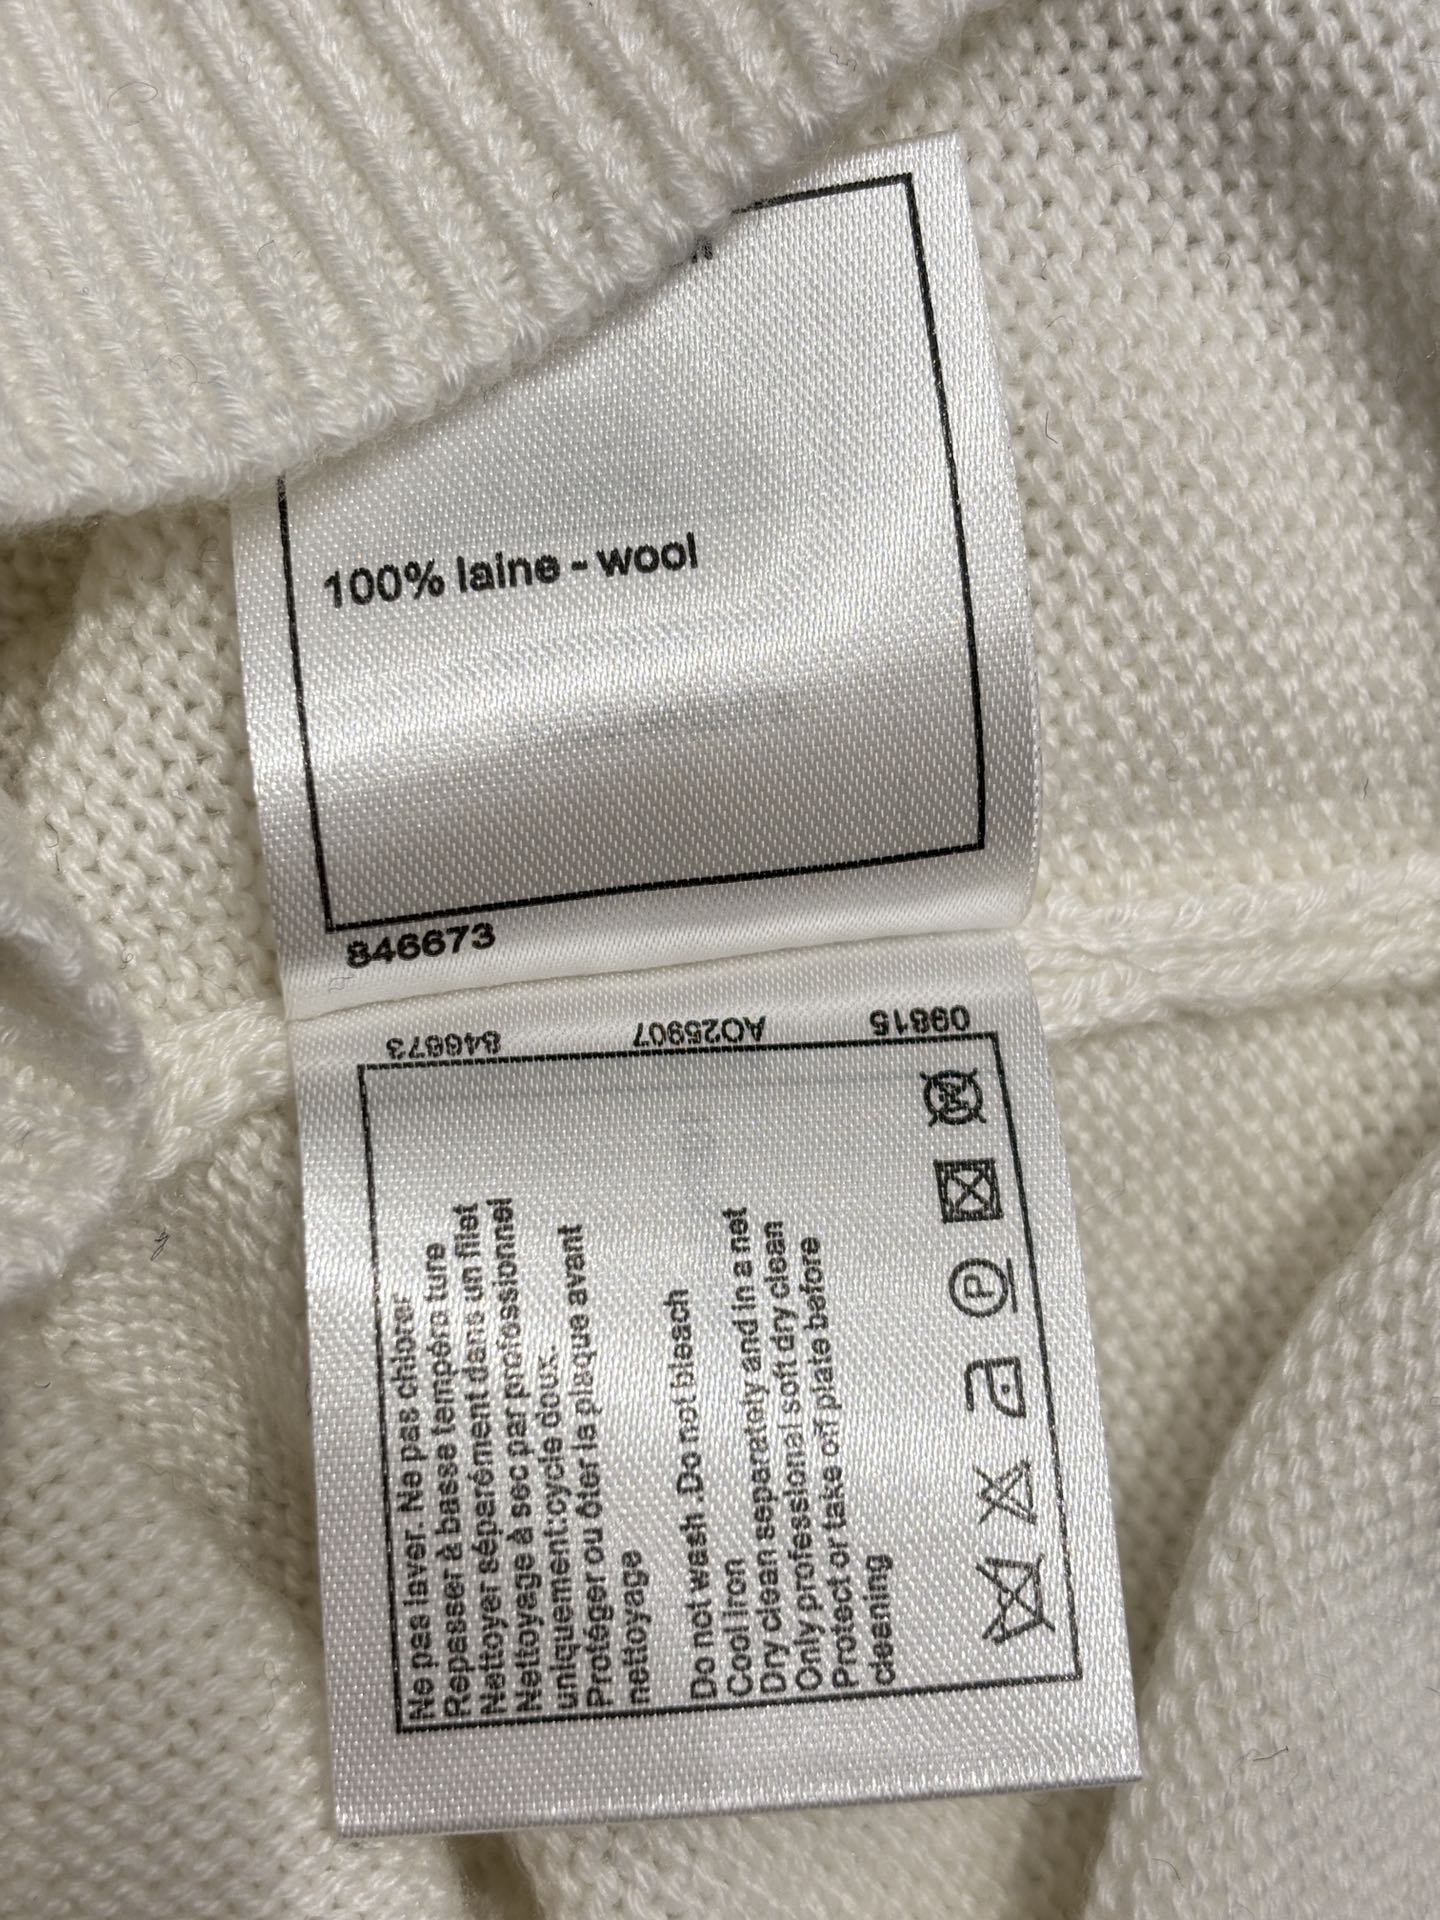 100% laine - wool
846673
09815 AO25907 846673
Ne pas laver. Ne pas chlorer
Repasser à basse tempéra ture
Nettoyer séparément dans un filet
Nettoyage à sec par professionnel
uniquement:cycle doux.
Protéger ou ôter la plaque avant
nettoyage
Do not wash .Do not bleach
Cool iron
Dry clean separately and in a net
Only professional soft dry clean
Protect or take off plate before
cleaning
P
W